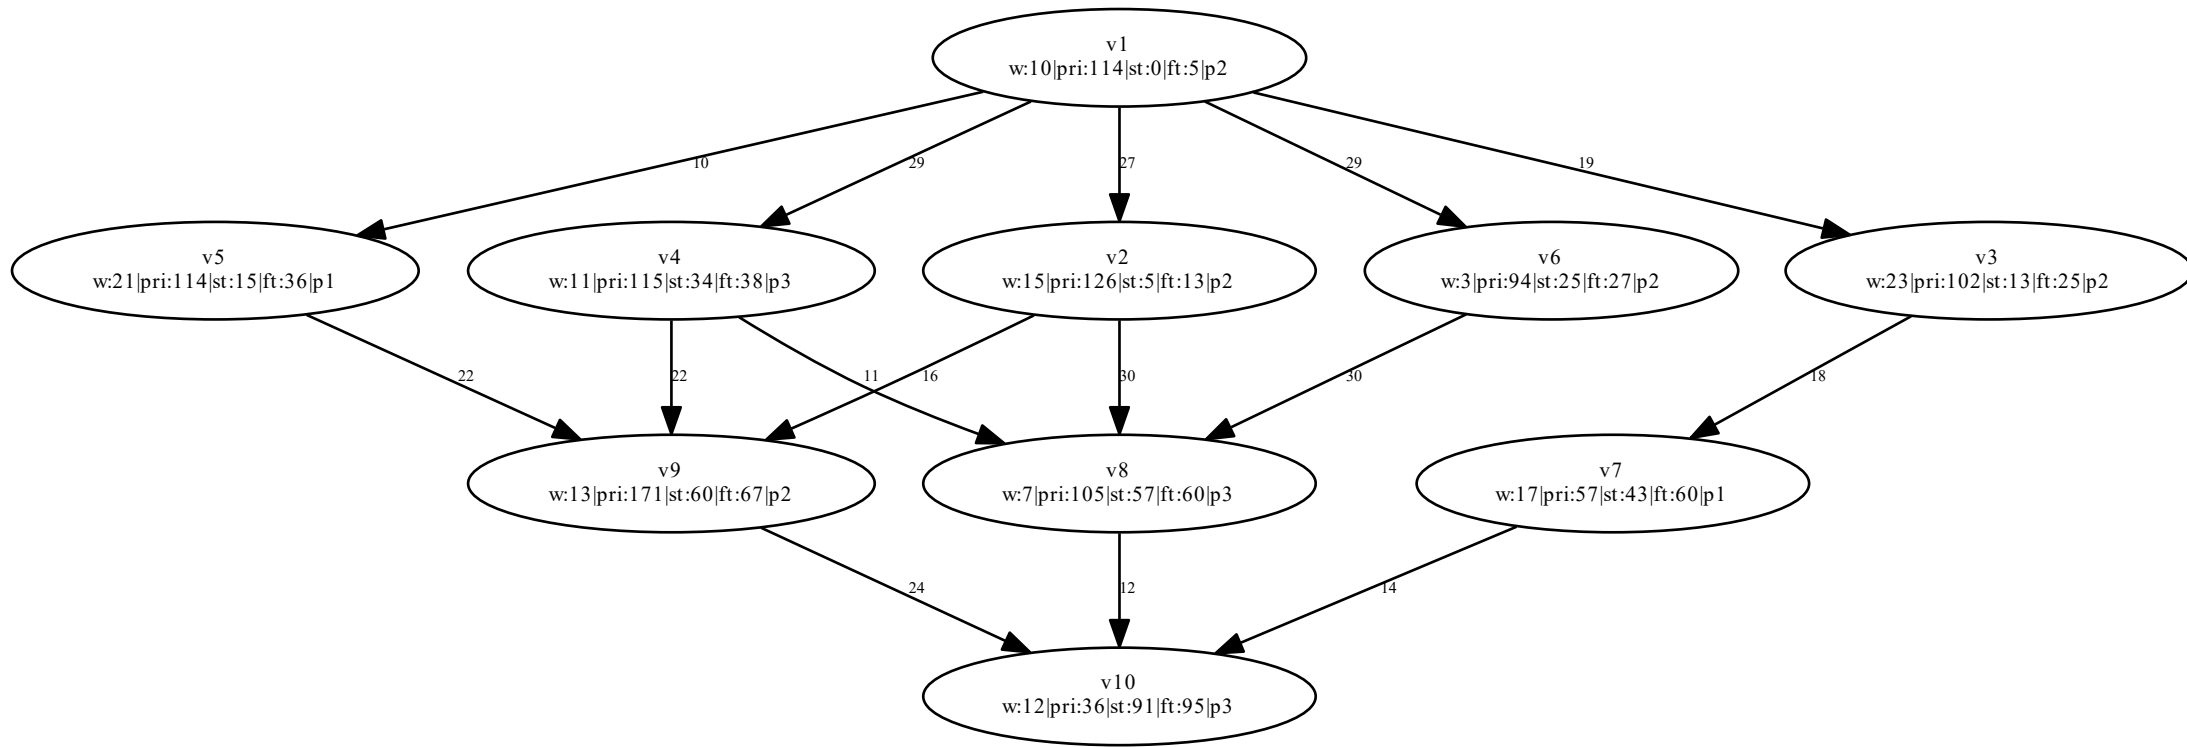 v1
w:10|pri:114|st:0|ft:5|p2
10
29
27
29
19
v5
w:21|pri:114|st:15|ft:36|p1
v4
w:11|pri:115|st:34|ft:38|p3
v2
w:15|pri:126|st:5|ft:13|p2
v6
w:3|pri:94|st:25|ft:27|p2
v3
w:23|pri:102|st:13|ft:25|p2
22
22
11
16
30
30
18
v9
w:13|pri:171|st:60|ft:67|p2
v8
w:7|pri:105|st:57|ft:60|p3
v7
w:17|pri:57|st:43|ft:60|p1
24
12
14
v10
w:12|pri:36|st:91|ft:95|p3